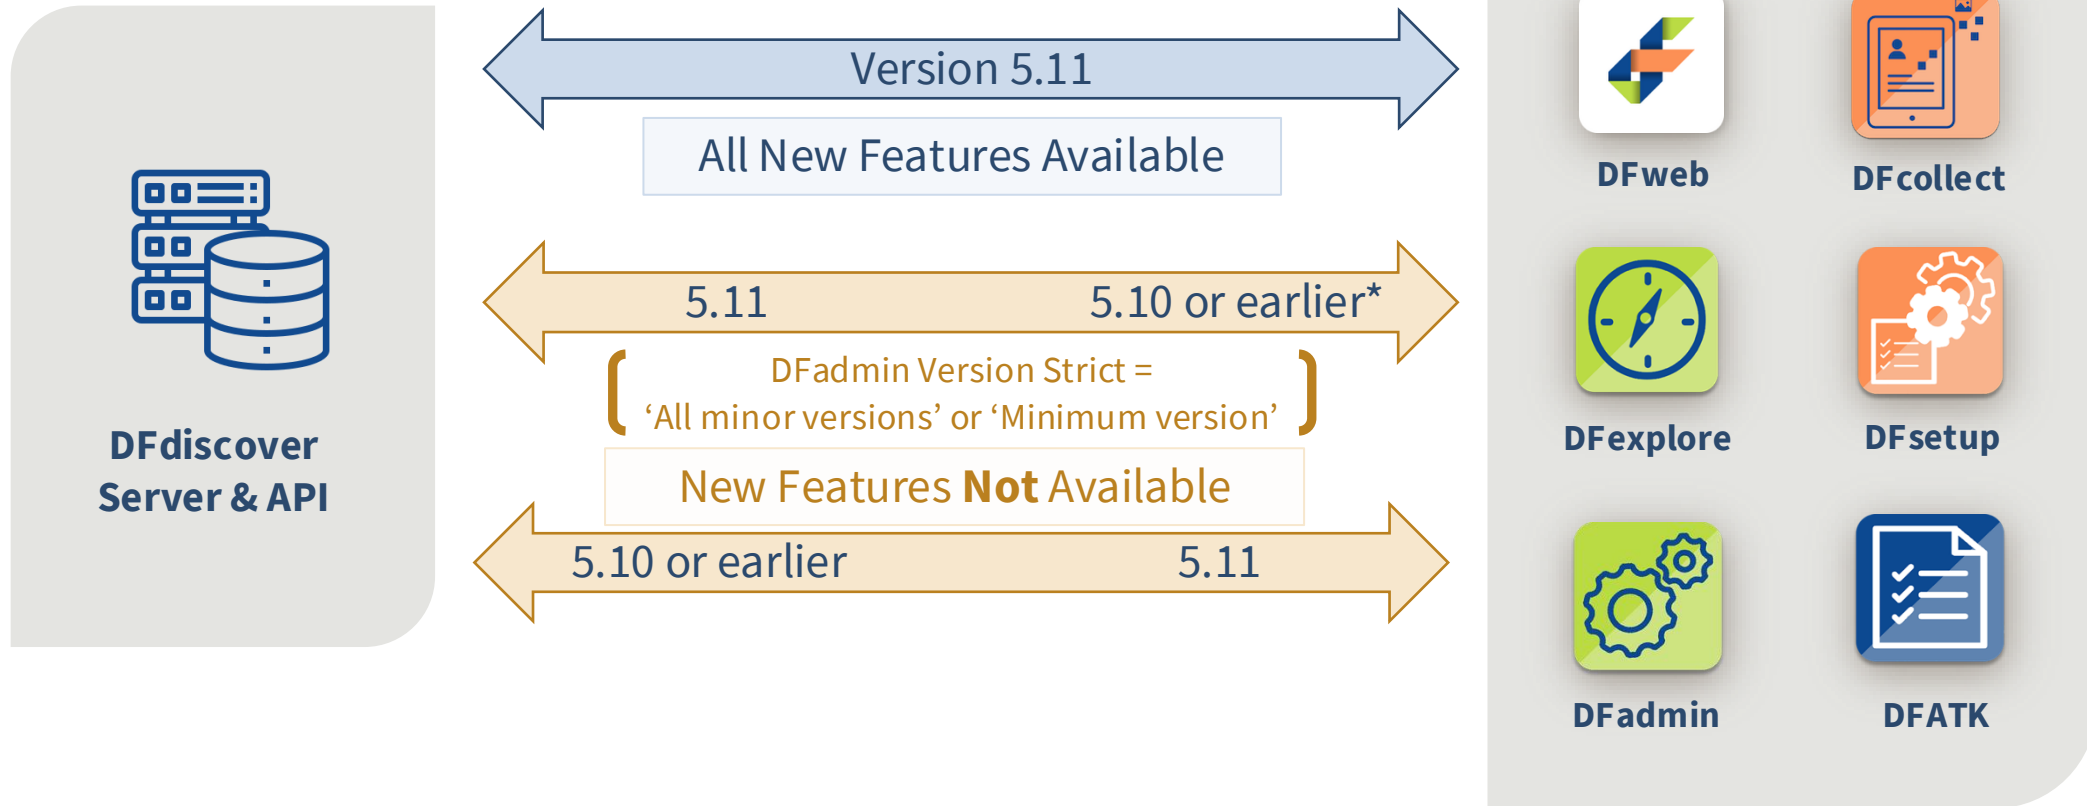 Version 5.11
All New Features Available
5.11 5.10 or earlier*
DFadmin Version Strict =
‘All minor versions’ or ‘Minimum version’
New Features Not Available
5.10 or earlier 5.11
DFdiscover
Server & API
DFweb DFcollect
DFexplore DFsetup
DFadmin DFATK